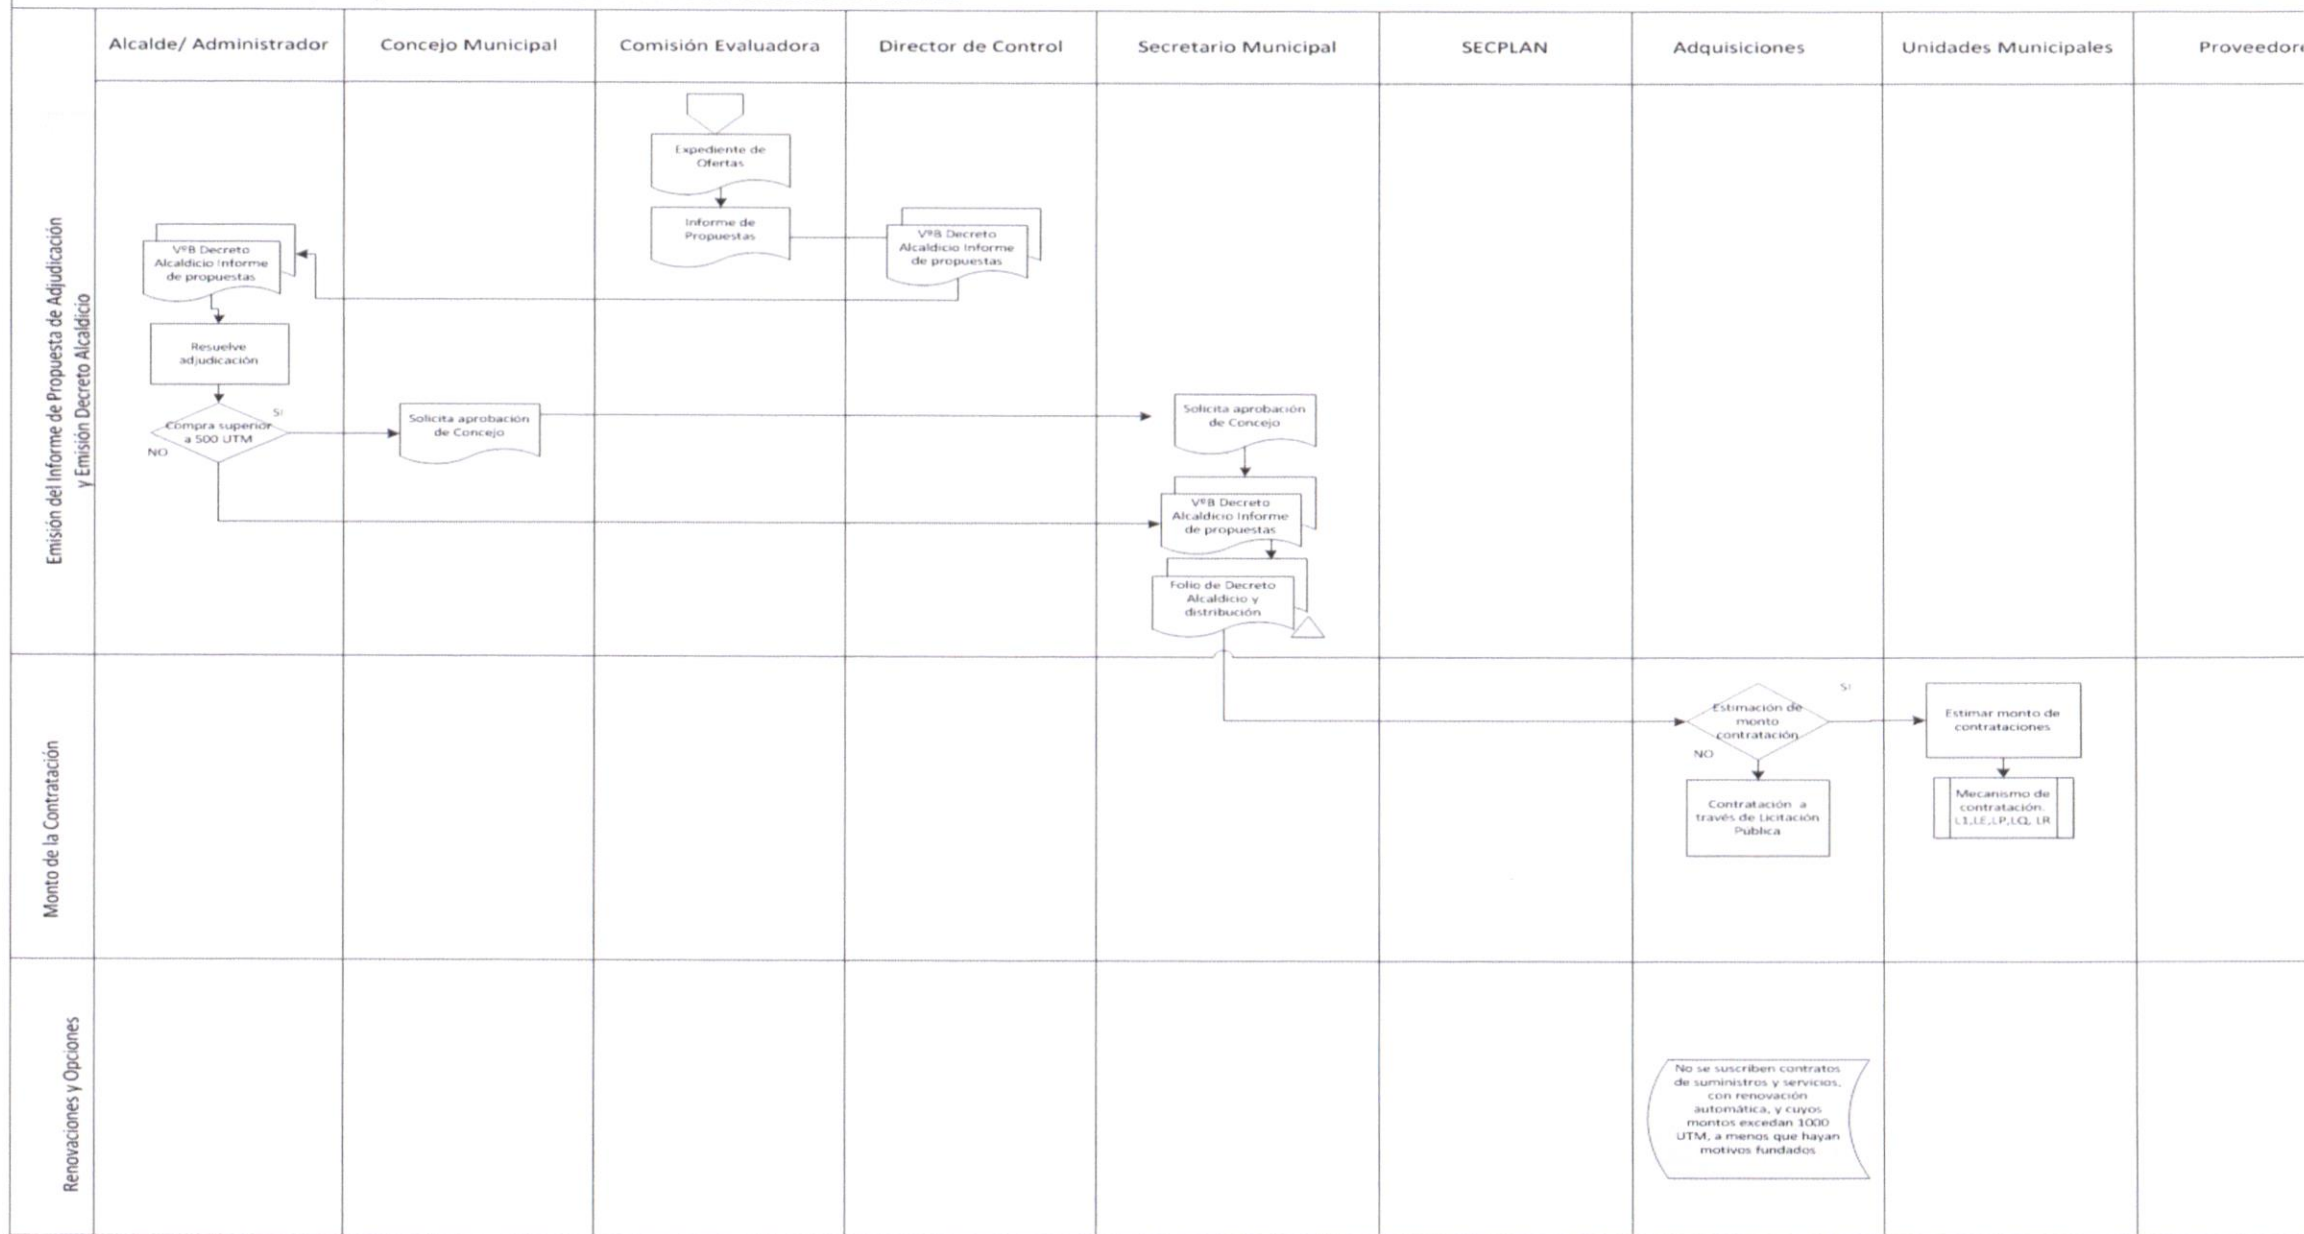 Alcalde/ Administrador
Concejo Municipal
Comisión Evaluadora
Director de Control
Secretario Municipal
SECPLAN
Adquisiciones
Unidades Municipales
Proveedore
Emisión del Informe de Propuesta de Adjudicación
y Emisión Decreto Alcaldicio
Expediente de
Ofertas
Informe de
Propuestas
VºB Decreto
Alcaldicio Informe
de propuestas
VºB Decreto
Alcaldicio Informe
de propuestas
Resuelve
adjudicación
Compra superior
a 500 UTM
SI
NO
Solicita aprobación
de Concejo
Solicita aprobación
de Concejo
VºB Decreto
Alcaldicio Informe
de propuestas
Folio de Decreto
Alcaldicio y
distribución
Monto de la Contratación
Estimación de
monto
contratación
SI
NO
Estimar monto de
contrataciones
Contratación a
través de Licitación
Pública
Mecanismo de
contratación.
L1,LE,LP,LQ, LR
Renovaciones y Opciones
No se suscriben contratos
de suministros y servicios,
con renovación
automática, y cuyos
montos excedan 1000
UTM, a menos que hayan
motivos fundados